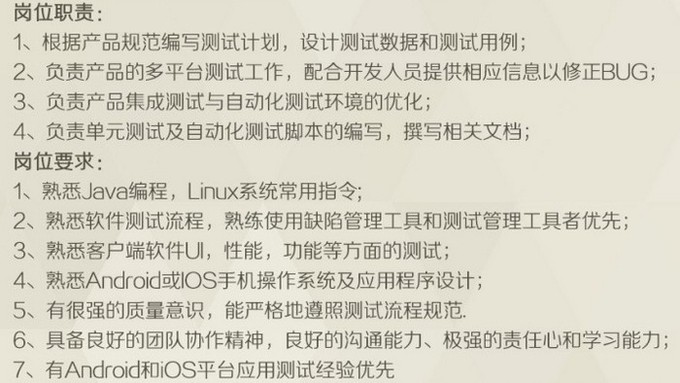 岗位职责：
1、根据产品规范编写测试计划，设计测试数据和测试用例；
2、负责产品的多平台测试工作，配合开发人员提供相应信息以修正BUG；
3、负责产品集成测试与自动化测试环境的优化；
4、负责单元测试及自动化测试脚本的编写，撰写相关文档；
岗位要求：
1、熟悉Java编程，Linux系统常用指令;
2、熟悉软件测试流程，熟练使用缺陷管理工具和测试管理工具者优先；
3、熟悉客户端软件UI，性能，功能等方面的测试；
4、熟悉Android或IOS手机操作系统及应用程序设计；
5、有很强的质量意识，能严格地遵照测试流程规范.
6、具备良好的团队协作精神，良好的沟通能力、极强的责任心和学习能力；
7、有Android和iOS平台应用测试经验优先